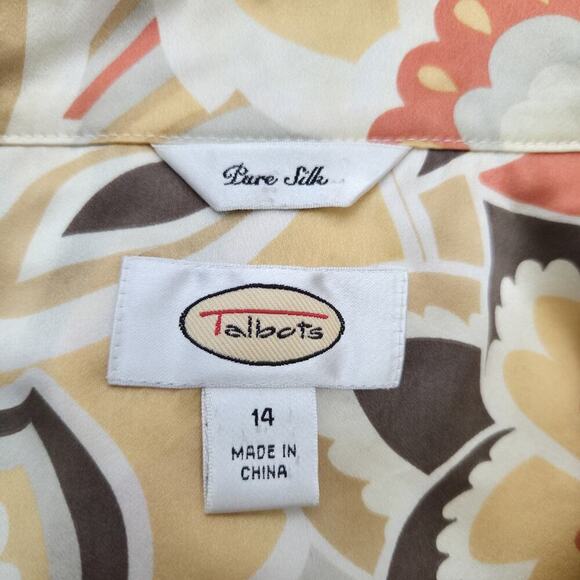 Pure Silk
Talbots
14
MADE IN
CHINA